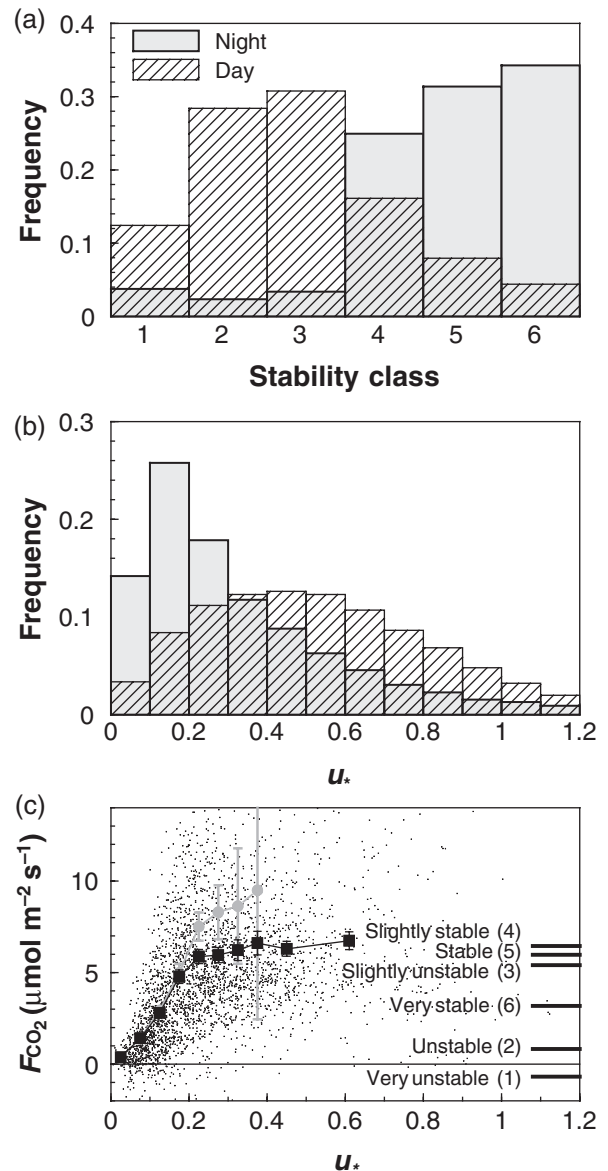 (a)
0.4
0.3
0.2
0.1
0
Frequency
Night
Day
1 2 3 4 5 6
Stability class
(b)
0.3
0.2
0.1
0
Frequency
0 0.2 0.4 0.6 0.8 1.0 1.2
u*
(c)
10
5
0
FCO2 (μmol m−2 s−1)
Slightly stable (4)
Stable (5)
Slightly unstable (3)
Very stable (6)
Unstable (2)
Very unstable (1)
0 0.2 0.4 0.6 0.8 1.0 1.2
u*